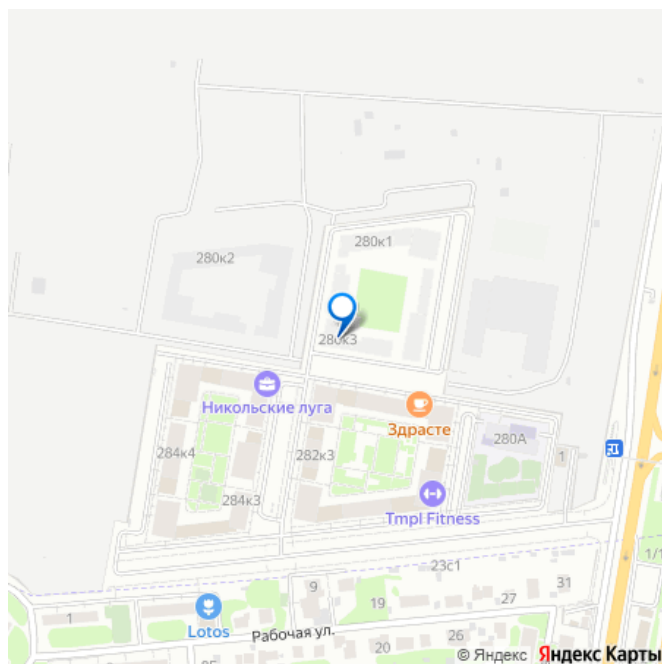 280к1
280к2
280к3
Никольские луга
Здрасте
284к4
282к3
280А
1
284к3
Tmpl Fitness
1/1
23с1
9
31
1
19
27
Lotos
Рабочая ул.
26
20
© Яндекс Яндекс Карты